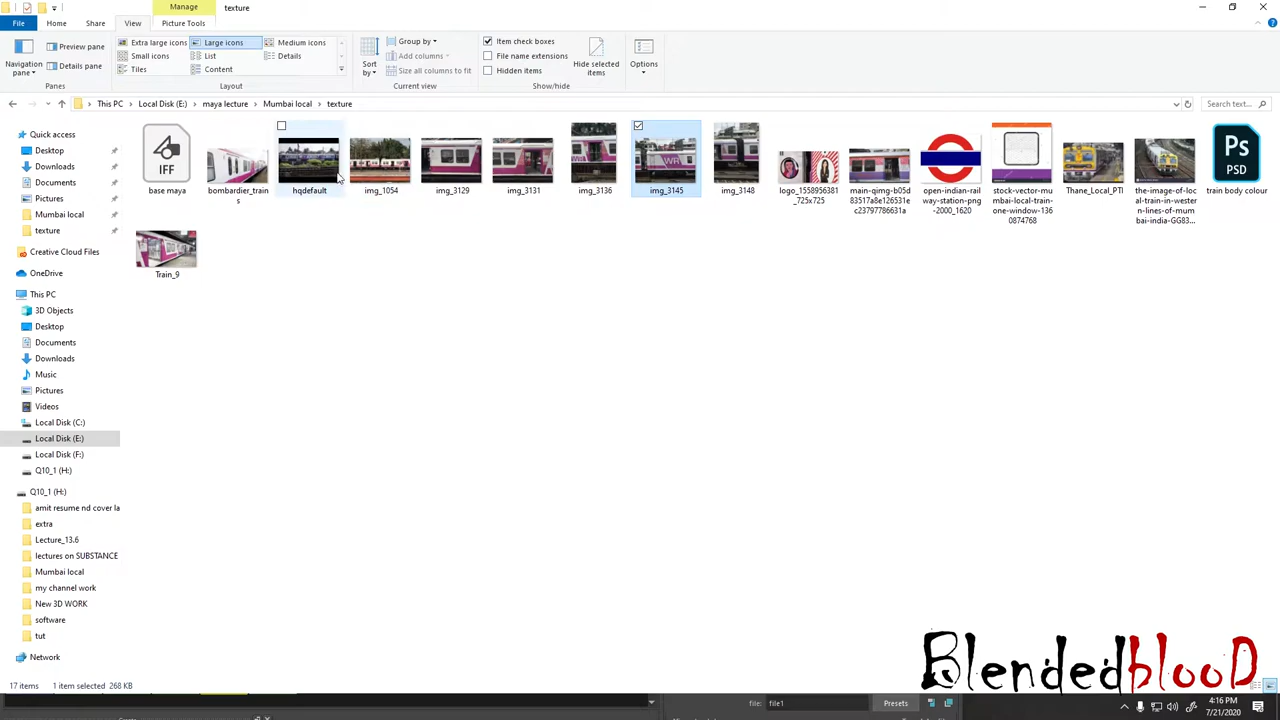 Manage
texture
File
Home
Share
View
Picture Tools
Navigation pane
Preview pane
Details pane
Panes
Extra large icons
Large icons
Medium icons
Small icons
List
Details
Tiles
Content
Layout
Sort by
Group by
Add columns
Size all columns to fit
Current view
Item check boxes
File name extensions
Hidden items
Hide selected items
Show/hide
Options
This PC
Local Disk (E:)
maya lecture
Mumbai local
texture
Search text...
Quick access
Desktop
Downloads
Documents
Pictures
Mumbai local
texture
Creative Cloud Files
OneDrive
This PC
3D Objects
Desktop
Documents
Downloads
Music
Pictures
Videos
Local Disk (C:)
Local Disk (E:)
Local Disk (F:)
Q10_1 (H:)
Q10_1 (H:)
amit resume nd cover la
extra
Lecture_13.6
lectures on SUBSTANCE
Mumbai local
my channel work
New 3D WORK
software
tut
Network
IFF
base maya
bombardier_train
s
hqdefault
img_1054
img_3129
img_3131
img_3136
WR
img_3145
img_3148
logo_1558956381
_725x725
main-qimg-b05d
83517a8e126531e
c23797786631a
open-indian-rail
way-station-png
-2000_1620
stock-vector-mu
mbai-local-train-
one-window-136
0874768
Thane_Local_PTI
the-image-of-loc
al-train-in-wester
n-lines-of-mum
bai-india-GG83...
Ps
PSD
train body colour
Train_9
BlendedblooD
17 items
1 item selected 268 KB
file:
file1
Presets
4:16 PM
7/21/2020